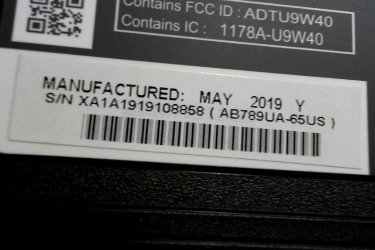 Contains FCC ID : ADTU9W40
Contains IC : 1178A-U9W40
MANUFACTURED: MAY 2019 Y
S/N XA1A1919108858 ( AB789UA-65US )